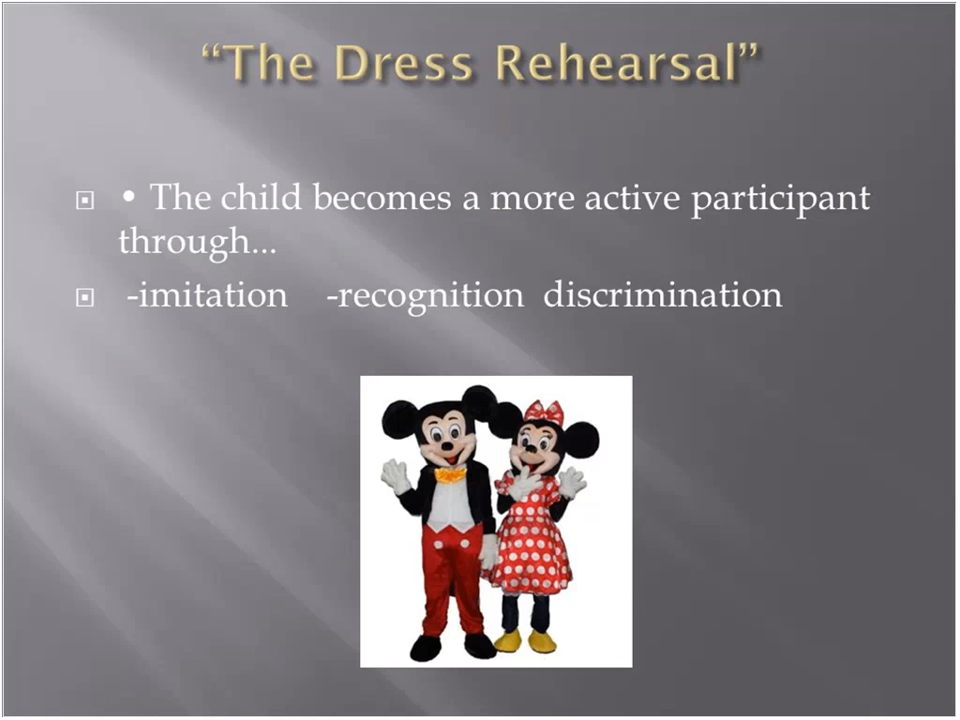 “The Dress Rehearsal”
• The child becomes a more active participant
through...
-imitation -recognition discrimination